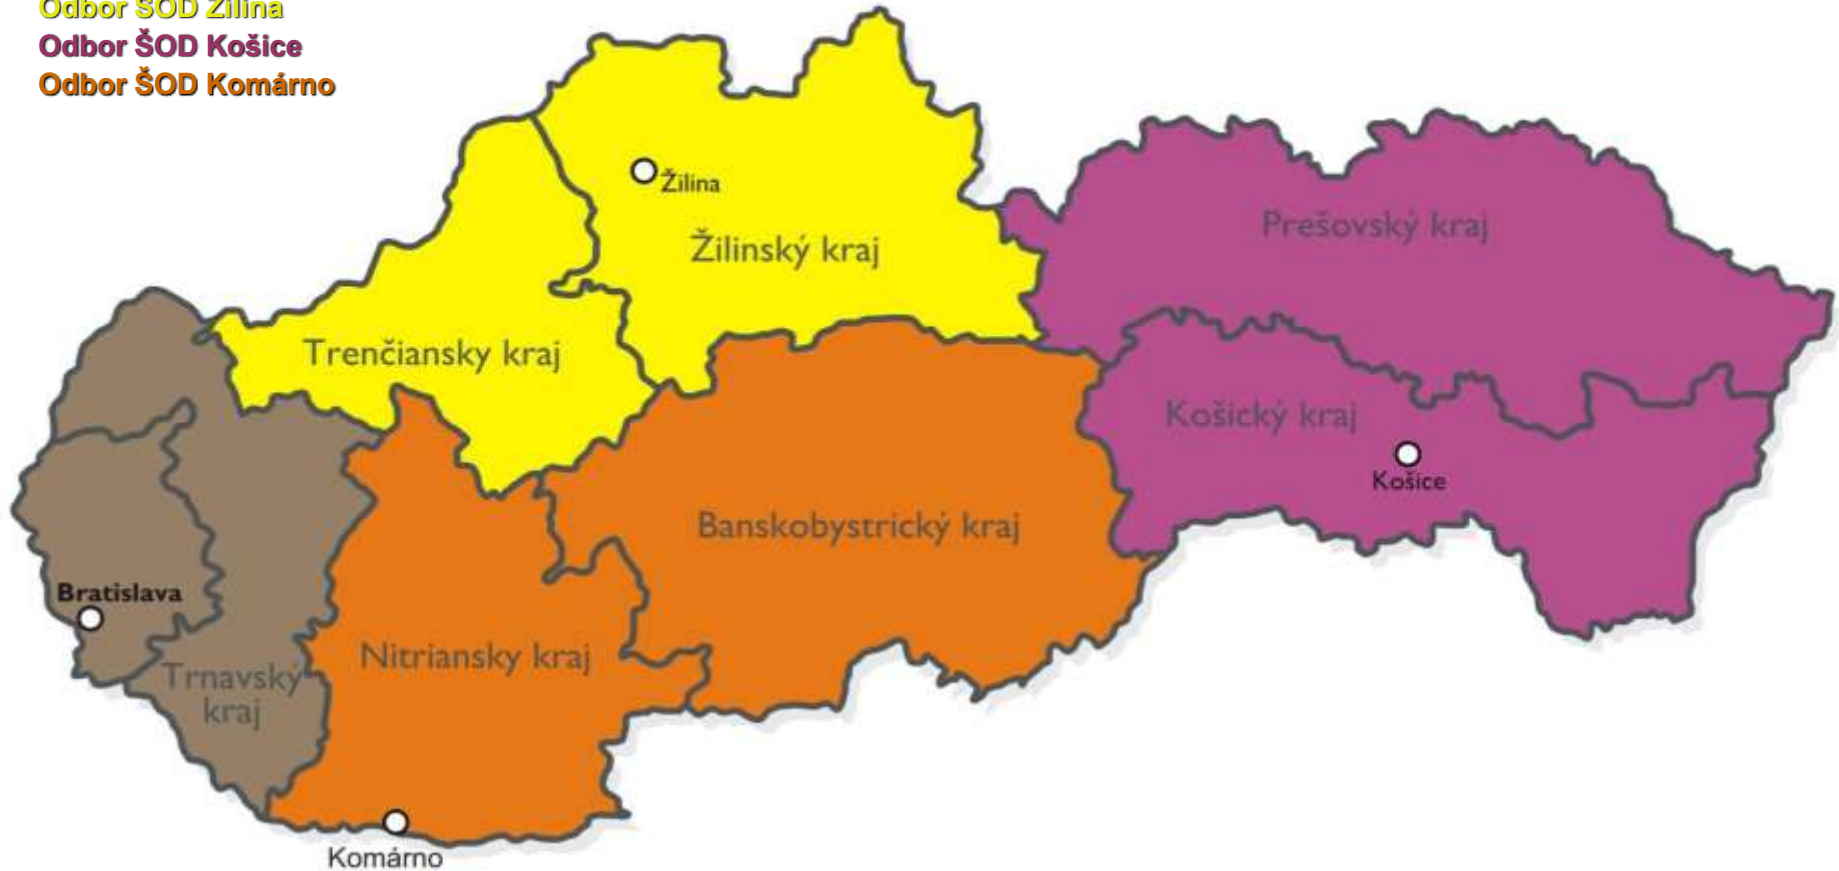 Odbor ŠOD Žilina
Odbor ŠOD Košice
Odbor ŠOD Komárno
Žilina
Žilinský kraj
Prešovský kraj
Trenčiansky kraj
Košický kraj
Košice
Banskobystrický kraj
Bratislava
Nitriansky kraj
Trnavský
kraj
Komárno